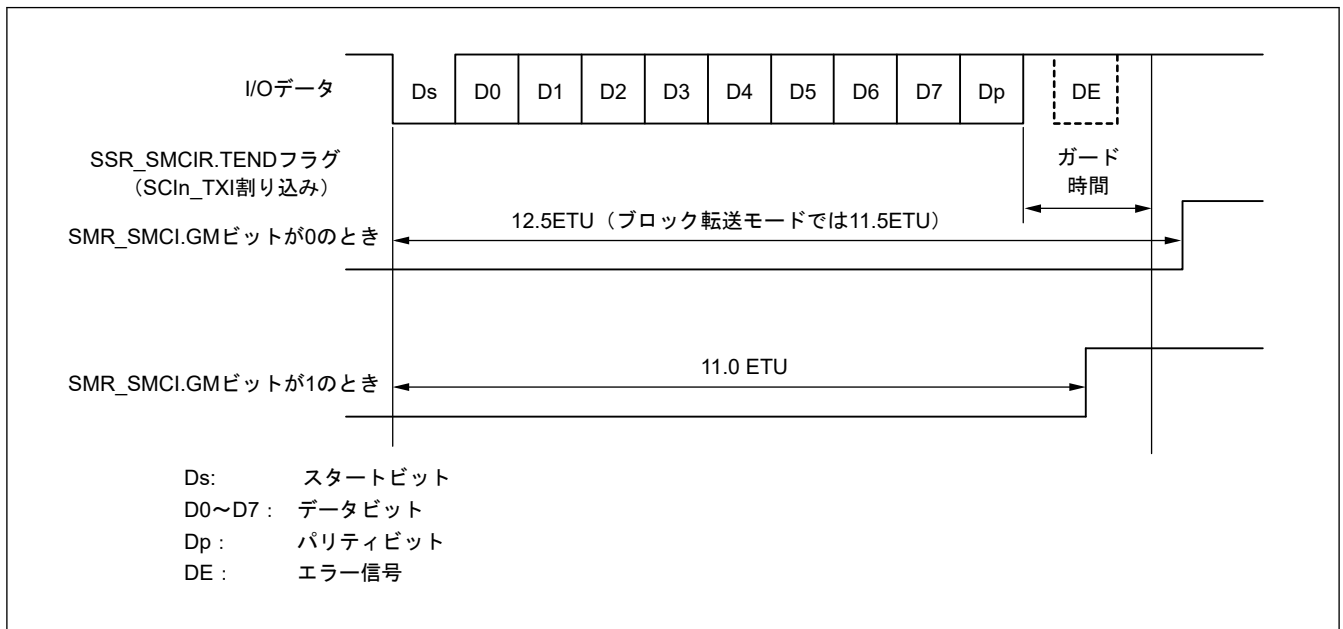 I/Oデータ
Ds D0 D1 D2 D3 D4 D5 D6 D7 Dp DE
SSR_SMCIR.TENDフラグ
（SCIn_TXI割り込み）
ガード
時間
12.5ETU（ブロック転送モードでは11.5ETU）
SMR_SMCI.GMビットが0のとき
11.0 ETU
SMR_SMCI.GMビットが1のとき
Ds: スタートビット
D0～D7： データビット
Dp： パリティビット
DE： エラー信号